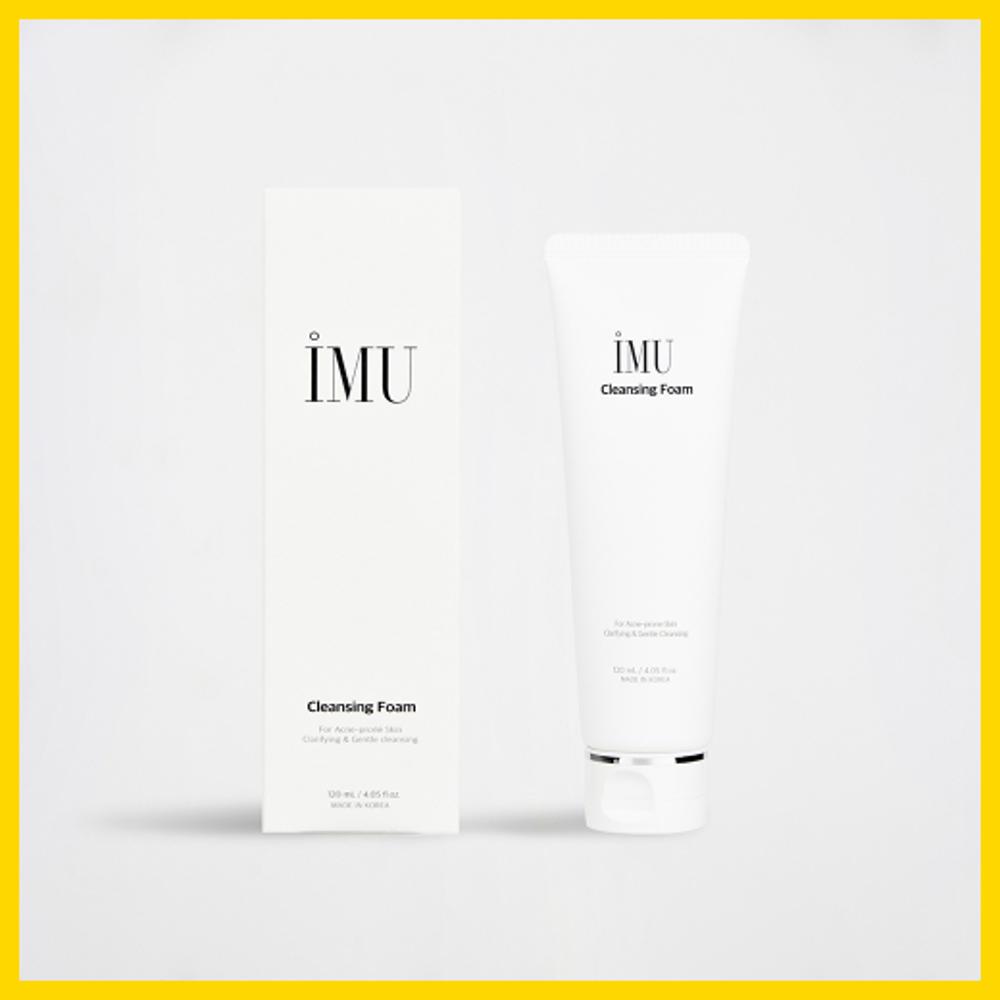 IMU
Cleansing Foam
For Acne-prone Skin
Clarifying & Gentle cleansing
120 mL / 4.05 fl oz.
MADE IN KOREA
IMU
Cleansing Foam
For Acne-prone Skin
Clarifying & Gentle Cleansing
120 mL / 4.05 fl oz
MADE IN KOREA